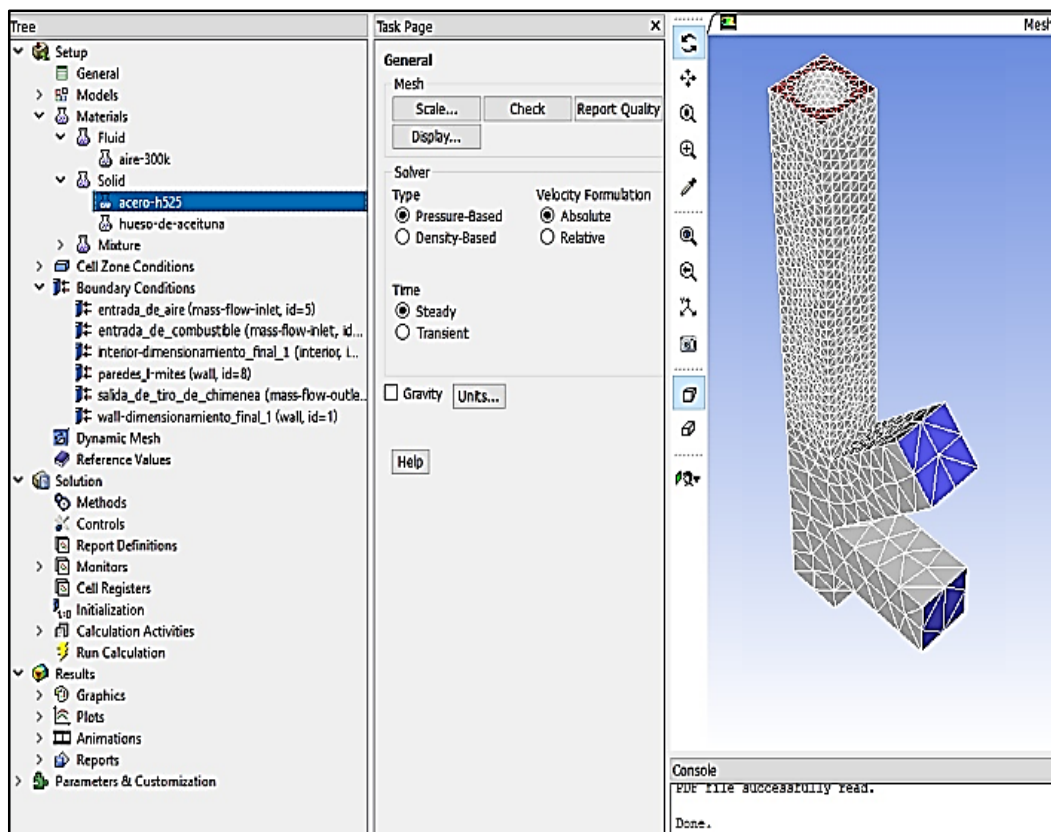 Tree
Setup
General
Models
Materials
Fluid
aire-300k
Solid
acero-h525
hueso-de-aceituna
Mixture
Cell Zone Conditions
Boundary Conditions
entrada_de_aire (mass-flow-inlet, id=5)
entrada_de_combustible (mass-flow-inlet, id...
interior-dimensionamiento_final_1 (interior, i...
paredes_l-mites (wall, id=8)
salida_de_tiro_de_chimenea (mass-flow-outle...
wall-dimensionamiento_final_1 (wall, id=1)
Dynamic Mesh
Reference Values
Solution
Methods
Controls
Report Definitions
Monitors
Cell Registers
Initialization
Calculation Activities
Run Calculation
Results
Graphics
Plots
Animations
Reports
Parameters & Customization
Task Page
General
Mesh
Scale... Check Report Quality
Display...
Solver
Type Velocity Formulation
Pressure-Based Absolute
Density-Based Relative
Time
Steady
Transient
Gravity Units...
Help
Mesh
Console
PDF file successfully read.
Done.